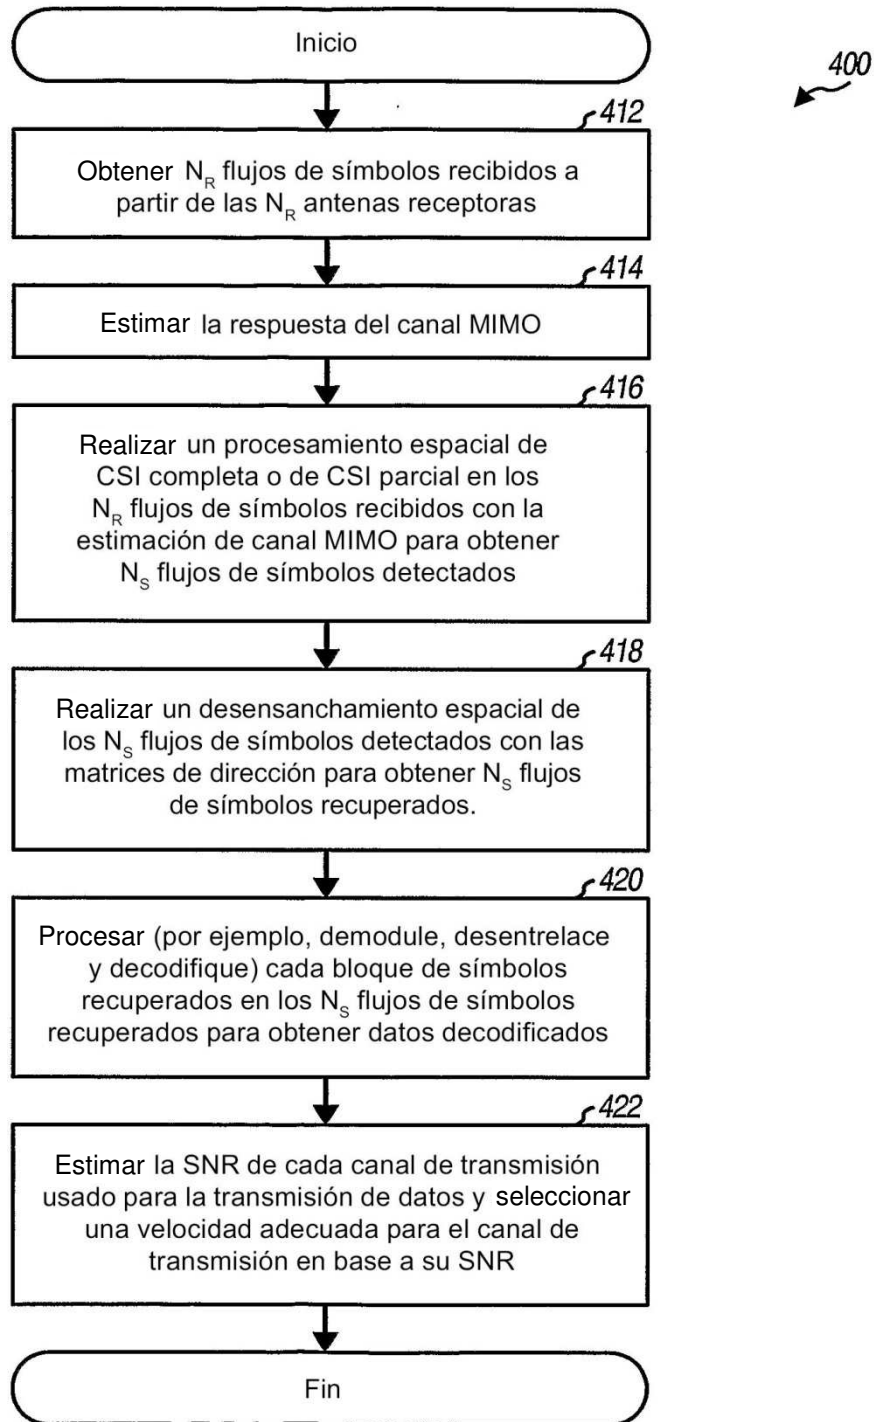 Inicio
400
412
Obtener N_R flujos de símbolos recibidos a
partir de las N_R antenas receptoras
414
Estimar la respuesta del canal MIMO
416
Realizar un procesamiento espacial de
CSI completa o de CSI parcial en los
N_R flujos de símbolos recibidos con la
estimación de canal MIMO para obtener
N_S flujos de símbolos detectados
418
Realizar un desensanchamiento espacial de
los N_S flujos de símbolos detectados con las
matrices de dirección para obtener N_S flujos
de símbolos recuperados.
420
Procesar (por ejemplo, demodule, desentrelace
y decodifique) cada bloque de símbolos
recuperados en los N_S flujos de símbolos
recuperados para obtener datos decodificados
422
Estimar la SNR de cada canal de transmisión
usado para la transmisión de datos y seleccionar
una velocidad adecuada para el canal de
transmisión en base a su SNR
Fin